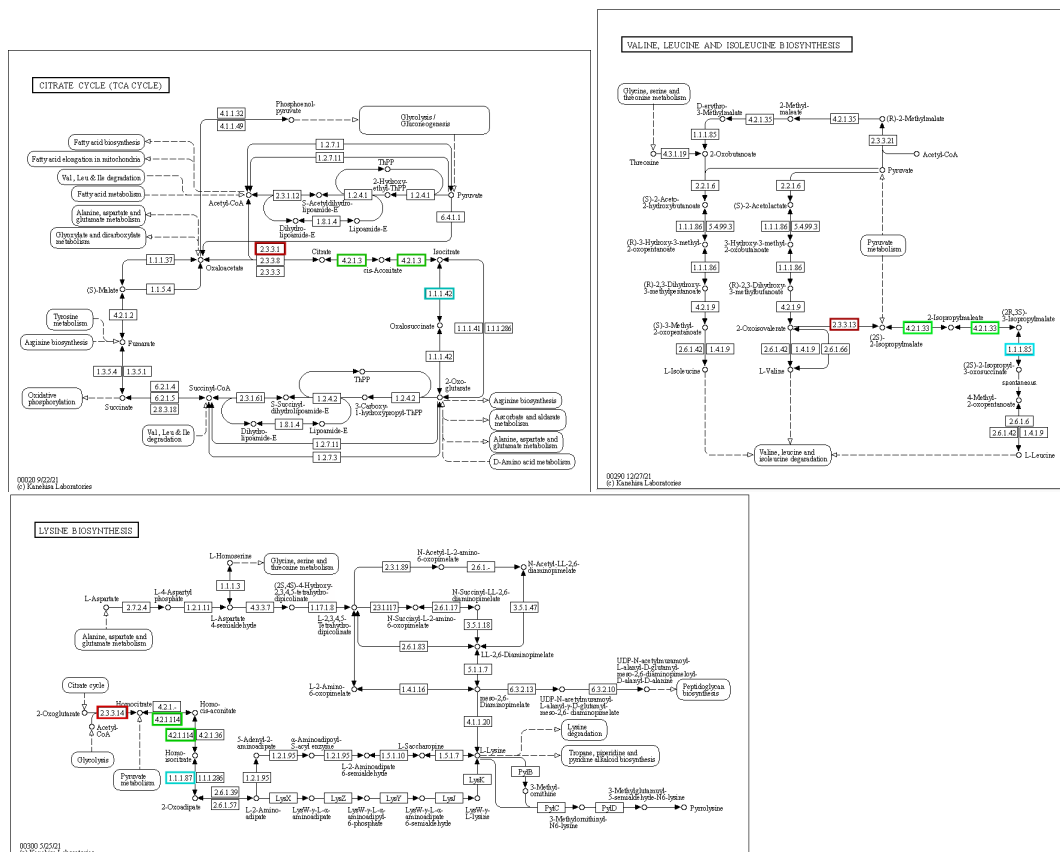 CITRATE CYCLE (TCA CYCLE)
Phosphoenol-
pyruvate
4.1.1.32
4.1.1.49
Glycolysis /
Gluconeogenesis
Fatty acid biosynthesis
Fatty acid elongation in mitochondria
Val, Leu & Ile degradation
Fatty acid metabolism
Alanine, aspartate and
glutamate metabolism
Glyoxylate and dicarboxylate
metabolism
1.2.7.1
1.2.7.11
ThPP
2-Hydroxy-
ethyl-ThPP
2.3.1.12
1.2.4.1
1.2.4.1
Pyruvate
Acetyl-CoA
S-Acetyldihydro-
lipoamide-E
Dihydro-
lipoamide-E
1.8.1.4
Lipoamide-E
6.4.1.1
2.3.3.1
2.3.3.8
2.3.3.3
Citrate
4.2.1.3
cis-Aconitate
4.2.1.3
Isocitrate
1.1.1.37
Oxaloacetate
(S)-Malate
1.1.5.4
1.1.1.42
Oxalosuccinate
1.1.1.41
1.1.1.286
1.1.1.42
Tyrosine
metabolism
Arginine biosynthesis
4.2.1.2
Fumarate
1.3.5.4
1.3.5.1
Oxidative
phosphorylation
Succinate
6.2.1.4
6.2.1.5
2.8.3.18
Succinyl-CoA
2.3.1.61
S-Succinyl-
dihydrolipoamide-E
ThPP
1.2.4.2
3-Carboxy-
1-hydroxypropyl-ThPP
1.2.4.2
2-Oxo-
glutarate
Val, Leu & Ile
degradation
Dihydro-
lipoamide-E
1.8.1.4
Lipoamide-E
1.2.7.11
1.2.7.3
Arginine biosynthesis
Ascorbate and aldarate
metabolism
Alanine, aspartate and
glutamate metabolism
D-Amino acid metabolism
00020 9/22/21
(c) Kanehisa Laboratories
VALINE, LEUCINE AND ISOLEUCINE BIOSYNTHESIS
Glycine, serine and
threonine metabolism
D-erythro-
3-Methylmalate
2-Methyl-
maleate
4.2.1.35
4.2.1.35
(R)-2-Methylmalate
1.1.1.85
2.3.3.21
Threonine
4.3.1.19
2-Oxobutanoate
Acetyl-CoA
Pyruvate
2.2.1.6
2.2.1.6
(S)-2-Aceto-
2-hydroxybutanoate
(S)-2-Acetolactate
1.1.1.86
5.4.99.3
1.1.1.86
5.4.99.3
(R)-3-Hydroxy-3-methyl-
2-oxopentanoate
3-Hydroxy-3-methyl-
2-oxobutanoate
Pyruvate
metabolism
1.1.1.86
1.1.1.86
(R)-2,3-Dihydroxy-
3-methylpentanoate
(R)-2,3-Dihydroxy-
3-methylbutanoate
4.2.1.9
4.2.1.9
(S)-3-Methyl-
2-oxopentanoate
2-Oxoisovalerate
2.3.3.13
(2S)-
2-Isopropylmalate
4.2.1.33
2-Isopropylmaleate
4.2.1.33
(2R,3S)-
3-Isopropylmalate
2.6.1.42
1.4.1.9
2.6.1.42
1.4.1.9
2.6.1.66
1.1.1.85
L-Isoleucine
L-Valine
(2S)-2-Isopropyl-
3-oxosuccinate
spontaneous
4-Methyl-
2-oxopentanoate
2.6.1.6
2.6.1.42
1.4.1.9
Valine, leucine and
isoleucine degradation
L-Leucine
00290 12/27/21
(c) Kanehisa Laboratories
LYSINE BIOSYNTHESIS
L-Homoserine
Glycine, serine and
threonine metabolism
1.1.1.3
N-Acetyl-L-2-amino-
6-oxopimelate
2.3.1.89
2.6.1.-
N-Acetyl-LL-2,6-
diaminopimelate
L-Aspartate
2.7.2.4
L-4-Aspartyl
phosphate
1.2.1.11
L-Aspartate
4-semialdehyde
4.3.3.7
(2S,4S)-4-Hydroxy-
2,3,4,5-tetrahydro-
dipicolinate
1.17.1.8
L-2,3,4,5-
Tetrahydro-
dipicolinate
2.3.1.117
N-Succinyl-L-2-amino-
6-oxopimelate
2.6.1.17
N-Succinyl-LL-2,6-
diaminopimelate
3.5.1.47
3.5.1.18
Alanine, aspartate and
glutamate metabolism
2.6.1.83
LL-2,6-Diaminopimelate
5.1.1.7
L-2-Amino-
6-oxopimelate
1.4.1.16
meso-2,6-
Diaminopimelate
6.3.2.13
UDP-N-acetylmuramoyl-
L-alanyl-γ-D-glutamyl-
meso-2,6-diaminopimelate
6.3.2.10
UDP-N-acetylmuramoyl-
L-alanyl-D-glutamyl-
meso-2,6-diaminopimeloyl-
D-alanyl-D-alanine
Peptidoglycan
biosynthesis
4.1.1.20
Citrate cycle
2-Oxoglutarate
2.3.3.14
Homocitrate
4.2.1.-
4.2.1.114
Homo-
cis-aconitate
Acetyl-
CoA
Glycolysis
Pyruvate
metabolism
4.2.1.114
4.2.1.36
Homo-
isocitrate
1.1.1.87
1.1.1.286
2-Oxoadipate
2.6.1.39
2.6.1.57
L-2-Amino-
adipate
1.2.1.95
5-Adenyl-2-
aminoadipate
1.2.1.95
α-Aminoadipoyl-
S-acyl enzyme
1.2.1.95
L-2-Aminoadipate
6-semialdehyde
1.5.1.10
L-Saccharopine
1.5.1.7
L-Lysine
Lysine
degradation
Tropane, piperidine and
pyridine alkaloid biosynthesis
LysX
LysW-γ-L-α-
aminoadipate
LysZ
LysW-γ-L-α-
aminoadipyl-
6-phosphate
LysY
LysW-γ-L-α-
aminoadipate
6-semialdehyde
LysJ
LysW-γ-
L-lysine
LysK
PylB
3-Methyl-
ornithine
PylC
3-Methylornithinyl-
N6-lysine
PylD
3-Methylglutamoyl-
5-semialdehyde-N6-lysine
Pyrrolysine
00300 5/25/21
(c) Kanehisa Laboratories